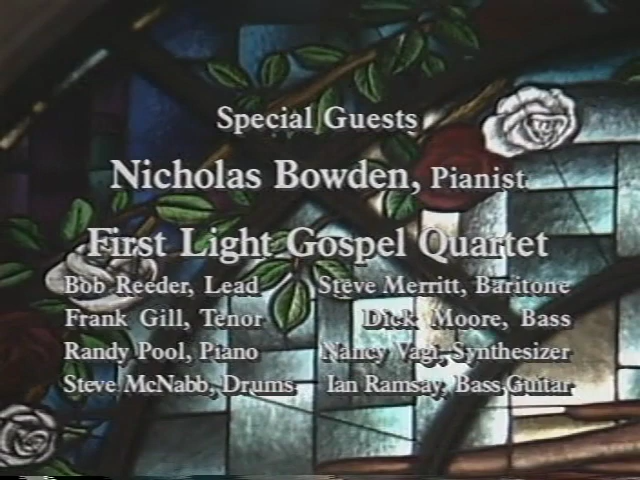 Special Guests
Nicholas Bowden, Pianist
First Light Gospel Quartet
Bob Reeder, Lead Steve Merritt, Baritone
Frank Gill, Tenor Dick Moore, Bass
Randy Pool, Piano Nancy Vagi, Synthesizer
Steve McNabb, Drums Ian Ramsay, Bass Guitar